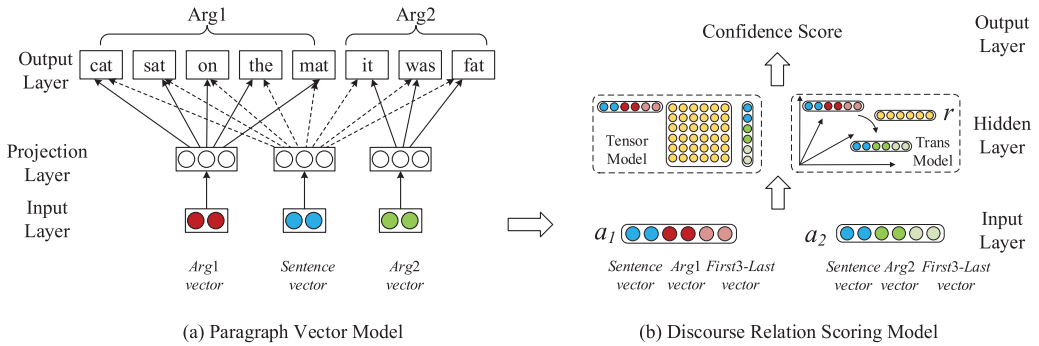 Arg1
Arg2
Output
Layer
cat sat on the mat it was fat
Projection
Layer
Input
Layer
Arg1
vector
Sentence
vector
Arg2
vector
(a) Paragraph Vector Model
Output
Layer
Confidence Score
Hidden
Layer
Tensor
Model
r
Trans
Model
Input
Layer
a1
Sentence Arg1 First3-Last
vector vector vector
a2
Sentence Arg2 First3-Last
vector vector vector
(b) Discourse Relation Scoring Model